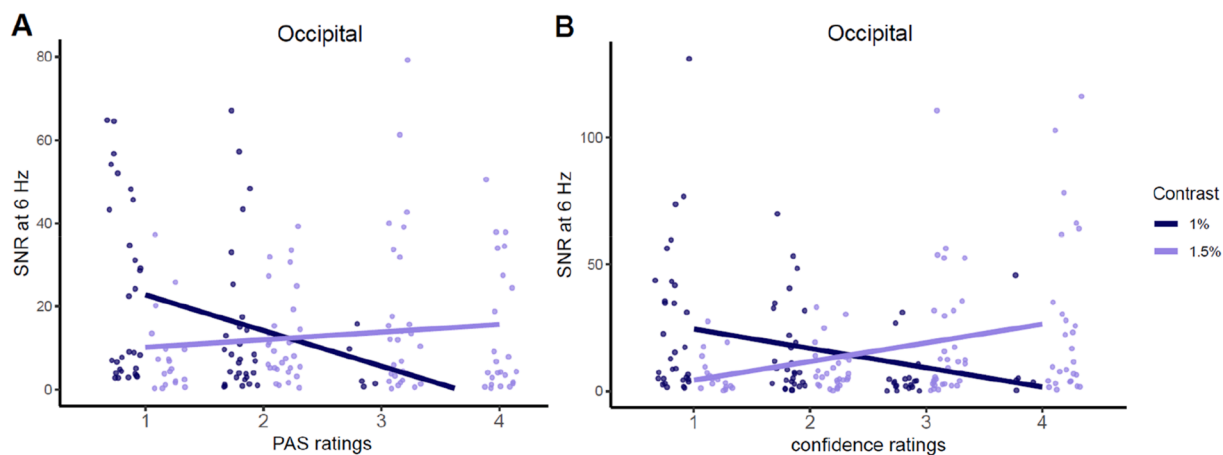 A
Occipital
80
60
40
20
0
SNR at 6 Hz
1 2 3 4
PAS ratings
B
Occipital
100
50
0
SNR at 6 Hz
1 2 3 4
confidence ratings
Contrast
1%
1.5%